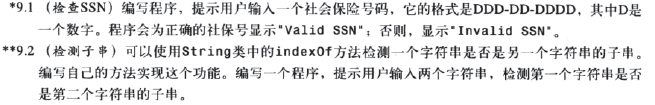 *9.1 (检查SSN) 编写程序，提示用户输入一个社会保险号码，它的格式是DDD-DD-DDDD，其中D是
一个数字。程序会为正确的社保号显示"Valid SSN"；否则，显示"Invalid SSN"。
**9.2 (检测子串) 可以使用String类中的indexOf方法检测一个字符串是否是另一个字符串的子串。
编写自己的方法实现这个功能。编写一个程序，提示用户输入两个字符串，检测第一个字符串是否
是第二个字符串的子串。